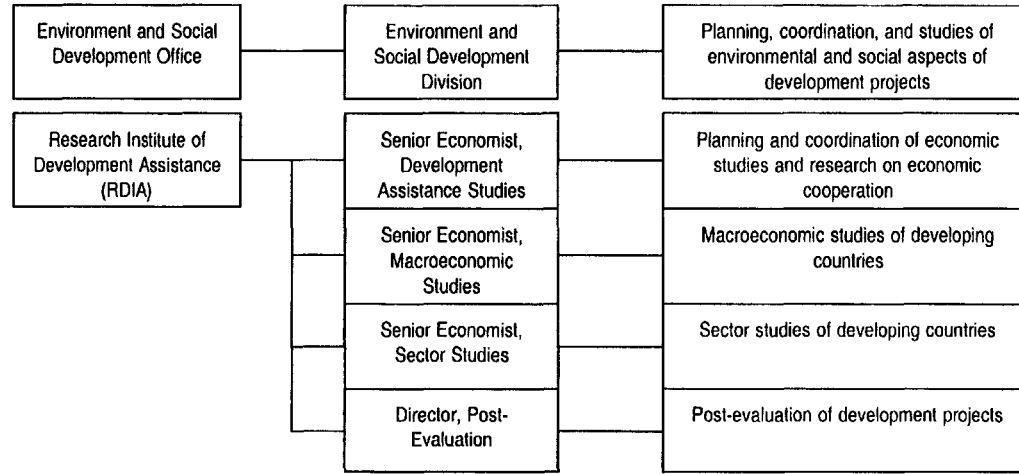 Environment and Social
Development Office
Environment and
Social Development
Division
Planning, coordination, and studies of
environmental and social aspects of
development projects
Research Institute of
Development Assistance
(RDIA)
Senior Economist,
Development
Assistance Studies
Planning and coordination of economic
studies and research on economic
cooperation
Senior Economist,
Macroeconomic
Studies
Macroeconomic studies of developing
countries
Senior Economist,
Sector Studies
Sector studies of developing countries
Director, Post-
Evaluation
Post-evaluation of development projects